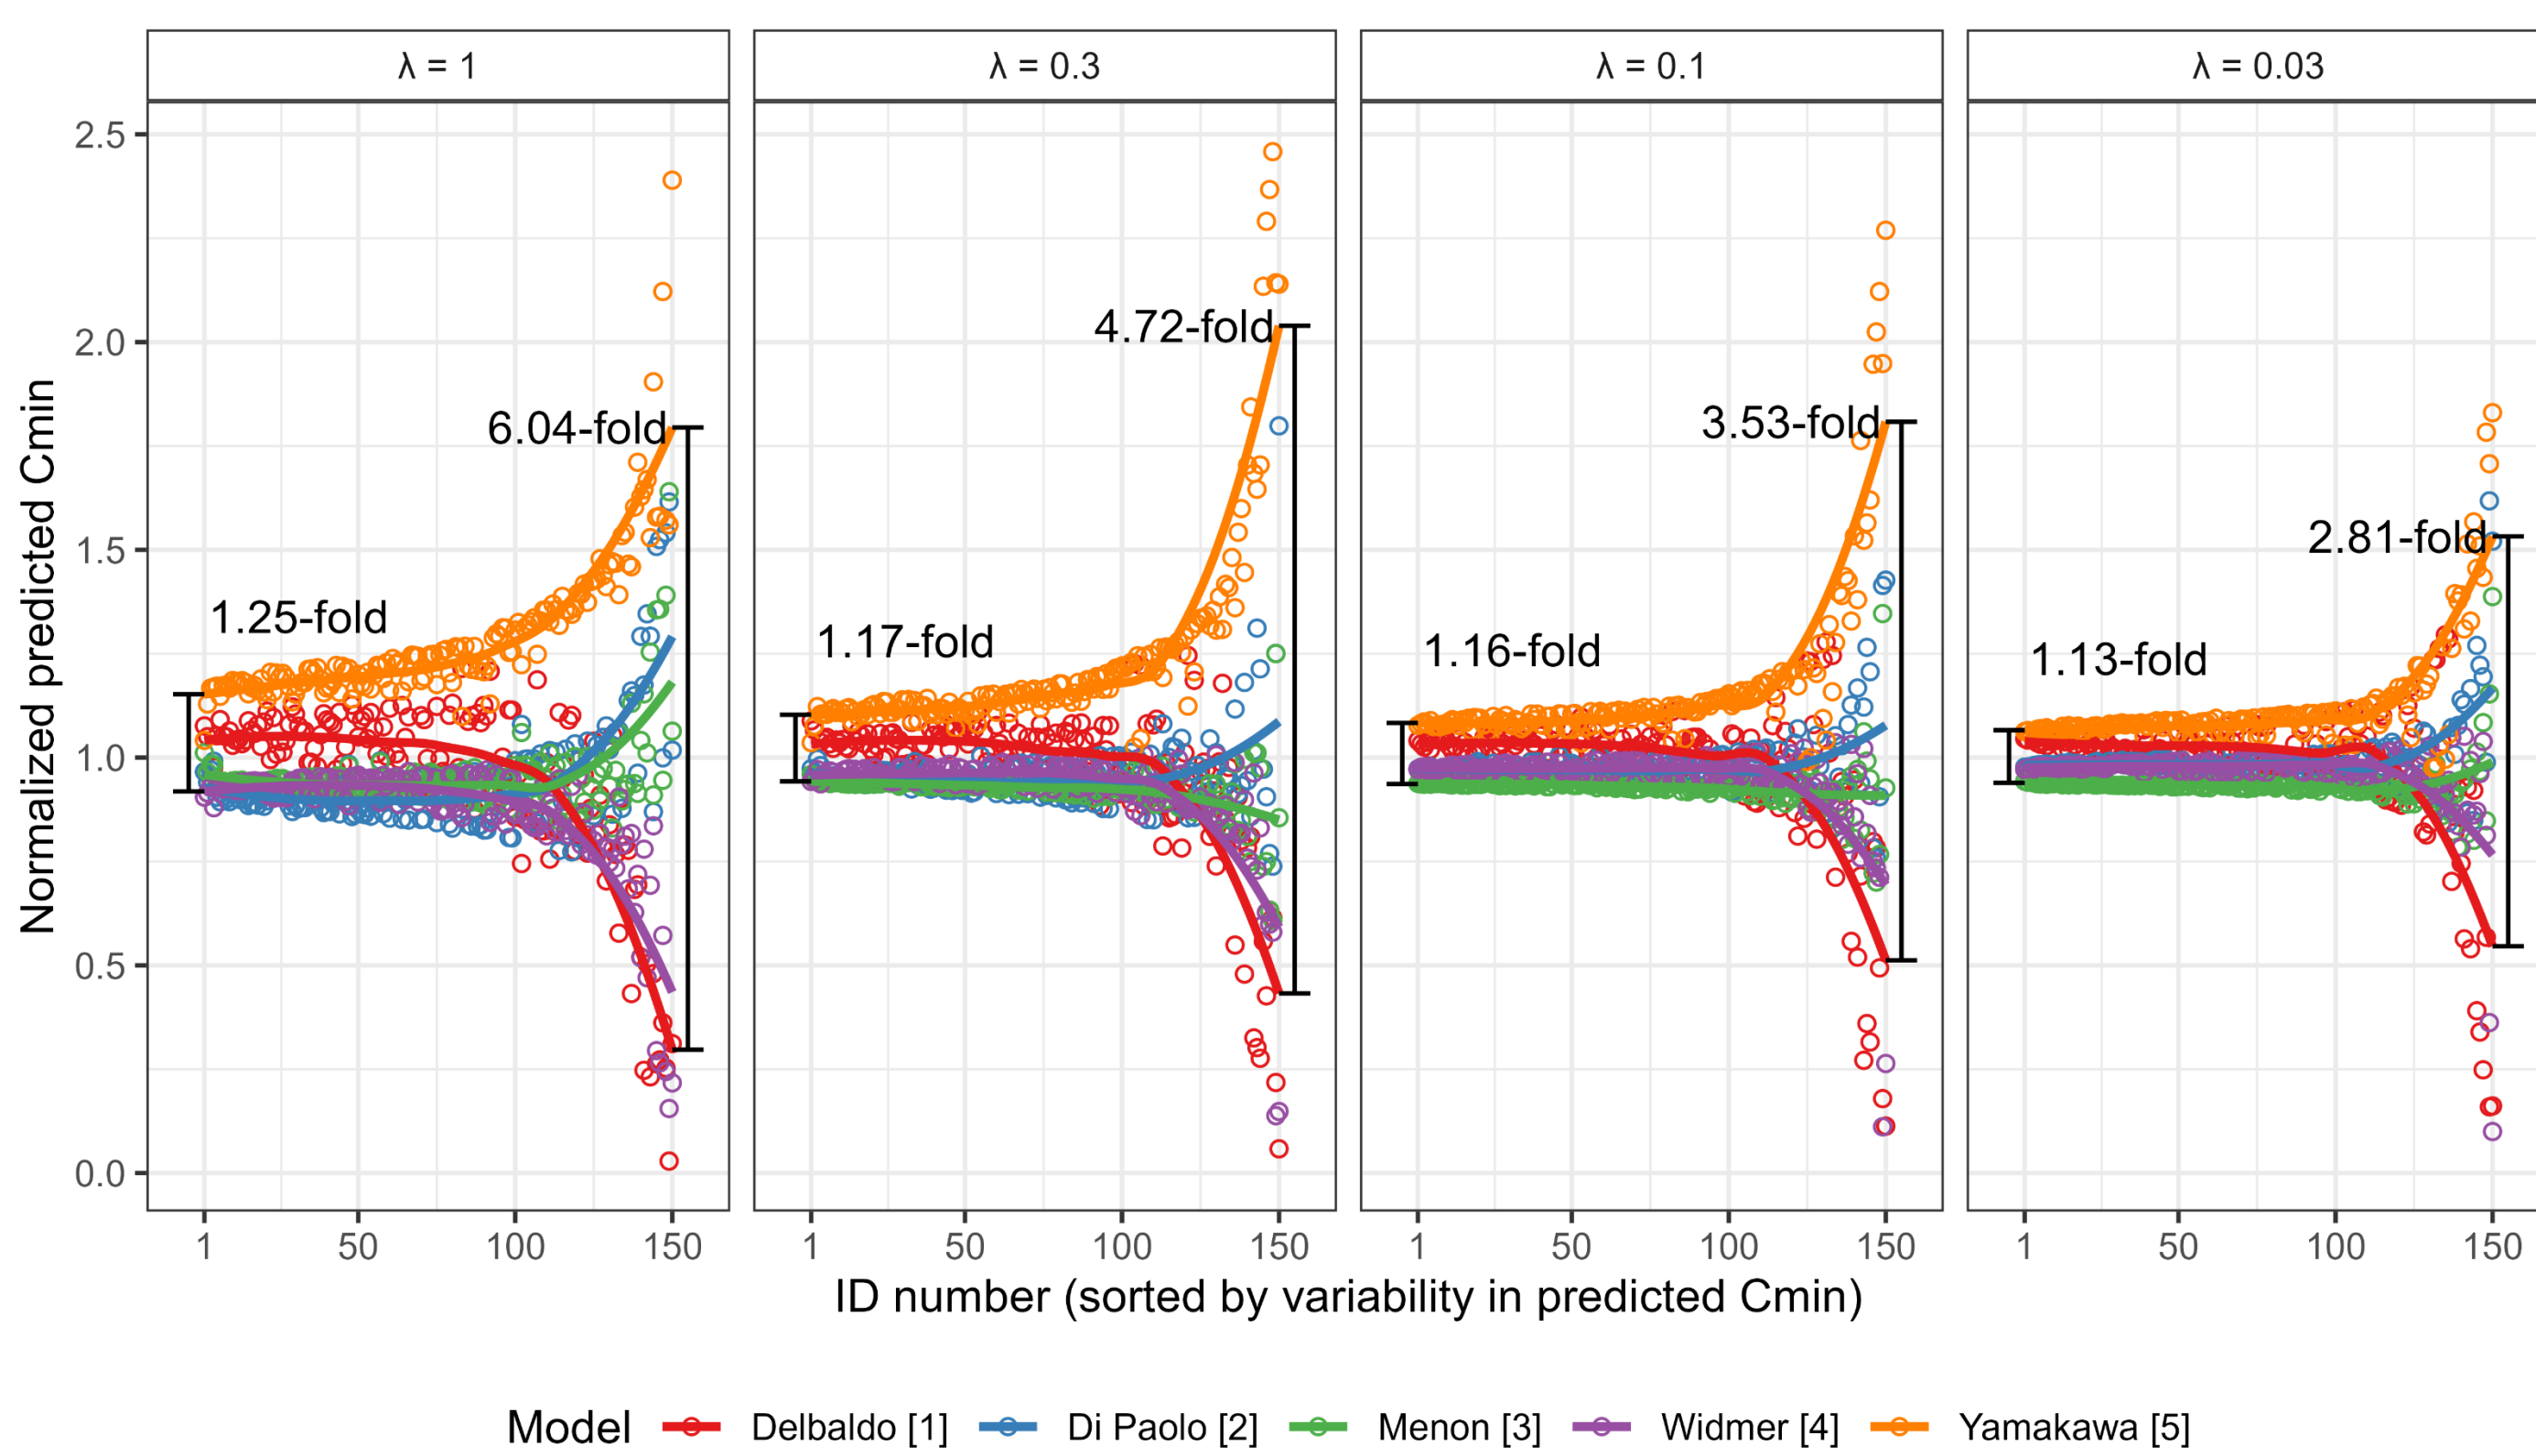 λ = 1
λ = 0.3
λ = 0.1
λ = 0.03
2.5
2.0
1.5
1.0
0.5
0.0
Normalized predicted Cmin
1.25-fold
6.04-fold
1.17-fold
4.72-fold
1.16-fold
3.53-fold
1.13-fold
2.81-fold
1 50 100 150
1 50 100 150
1 50 100 150
1 50 100 150
ID number (sorted by variability in predicted Cmin)
Model Delbaldo [1] Di Paolo [2] Menon [3] Widmer [4] Yamakawa [5]